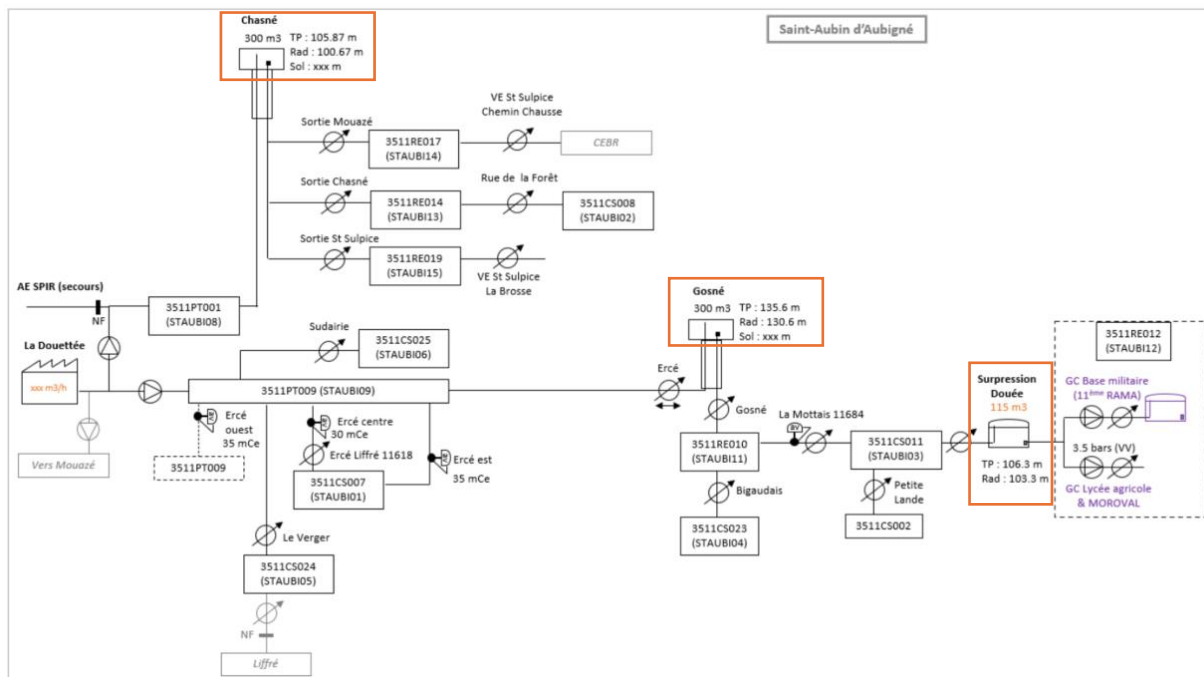 Saint-Aubin d'Aubigné
Chasné
300 m3
TP : 105.87 m
Rad : 100.67 m
Sol : xxx m
VE St Sulpice
Chemin Chausse
Sortie Mouazé
3511RE017
(STAUBI14)
CEBR
Sortie Chasné
Rue de la Forêt
3511RE014
(STAUBI13)
3511CS008
(STAUBI02)
Sortie St Sulpice
3511RE019
(STAUBI15)
VE St Sulpice
La Brosse
AE SPIR (secours)
NF
3511PT001
(STAUBI08)
La Douettée
xxx m3/h
Vers Mouazé
Sudairie
3511CS025
(STAUBI06)
3511PT009 (STAUBI09)
AE
Ercé
ouest
35 mCe
3511PT009
AE
Ercé centre
30 mCe
Ercé Liffré 11618
3511CS007
(STAUBI01)
AE
Ercé est
35 mCe
Le Verger
3511CS024
(STAUBI05)
NF
Liffré
Gosné
300 m3
TP : 135.6 m
Rad : 130.6 m
Sol : xxx m
Ercé
Gosné
3511RE010
(STAUBI11)
Bigaudais
3511CS023
(STAUBI04)
La Mottais 11684
BV
3511CS011
(STAUBI03)
Petite
Lande
3511CS002
Surpression
Douée
115 m3
TP : 106.3 m
Rad : 103.3 m
3511RE012
(STAUBI12)
GC Base militaire
(11ème RAMA)
3.5 bars (VV)
GC Lycée agricole
& MOROVAL